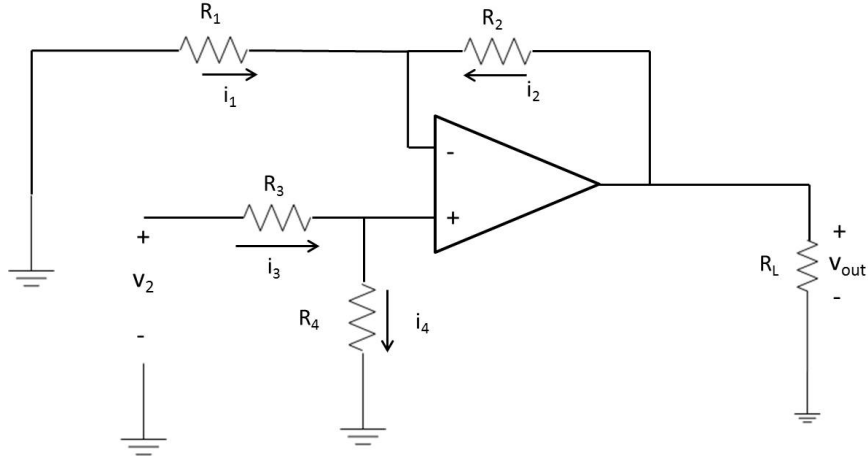 R1
R2
i1
i2
-
R3
+
+
i3
v2
-
R4
i4
+
RL
vout
-